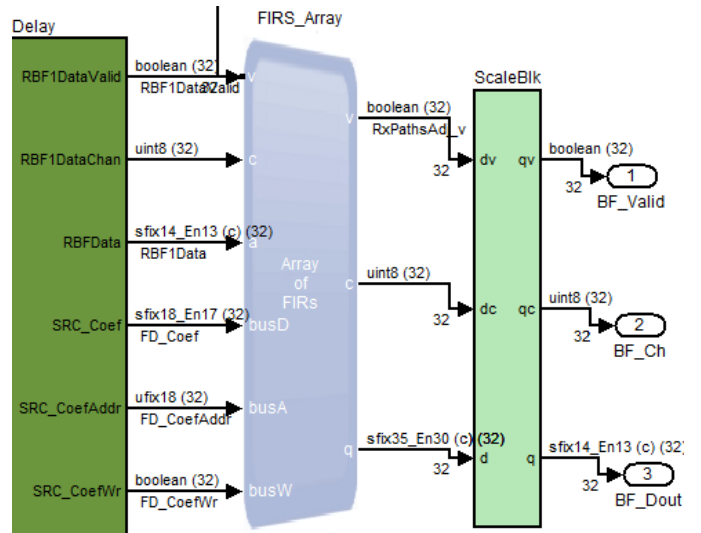 Delay
FIRS_Array
RBF1DataValid
boolean (32)
RBF1DataValid
32
v
RBF1DataChan
uint8 (32)
c
RBFData
sfix14_En13 (c) (32)
RBF1Data
a
SRC_Coef
sfix18_En17 (32)
FD_Coef
busD
SRC_CoefAddr
ufix18 (32)
FD_CoefAddr
busA
SRC_CoefWr
boolean (32)
FD_CoefWr
busW
Array
of
FIRs
v
boolean (32)
RxPathsAd_v
32
c
uint8 (32)
32
q
sfix35_En30 (c) (32)
32
ScaleBlk
dv
qv
dc
qc
d
q
boolean (32)
32
1
BF_Valid
uint8 (32)
32
2
BF_Ch
sfix14_En13 (c) (32)
32
3
BF_Dout